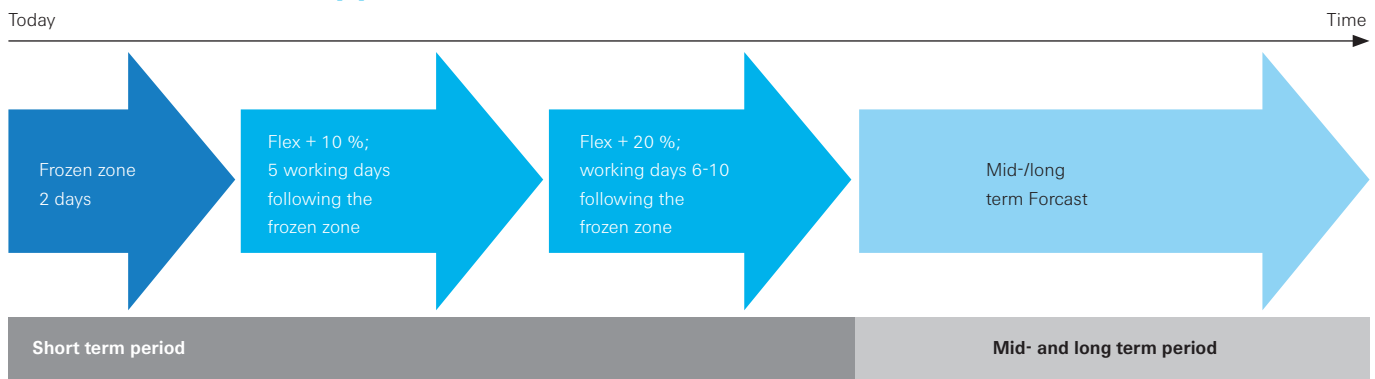 Today
Time
Frozen zone
2 days
Flex + 10 %;
5 working days
following the
frozen zone
Flex + 20 %;
working days 6-10
following the
frozen zone
Mid-/long
term Forcast
Short term period
Mid- and long term period